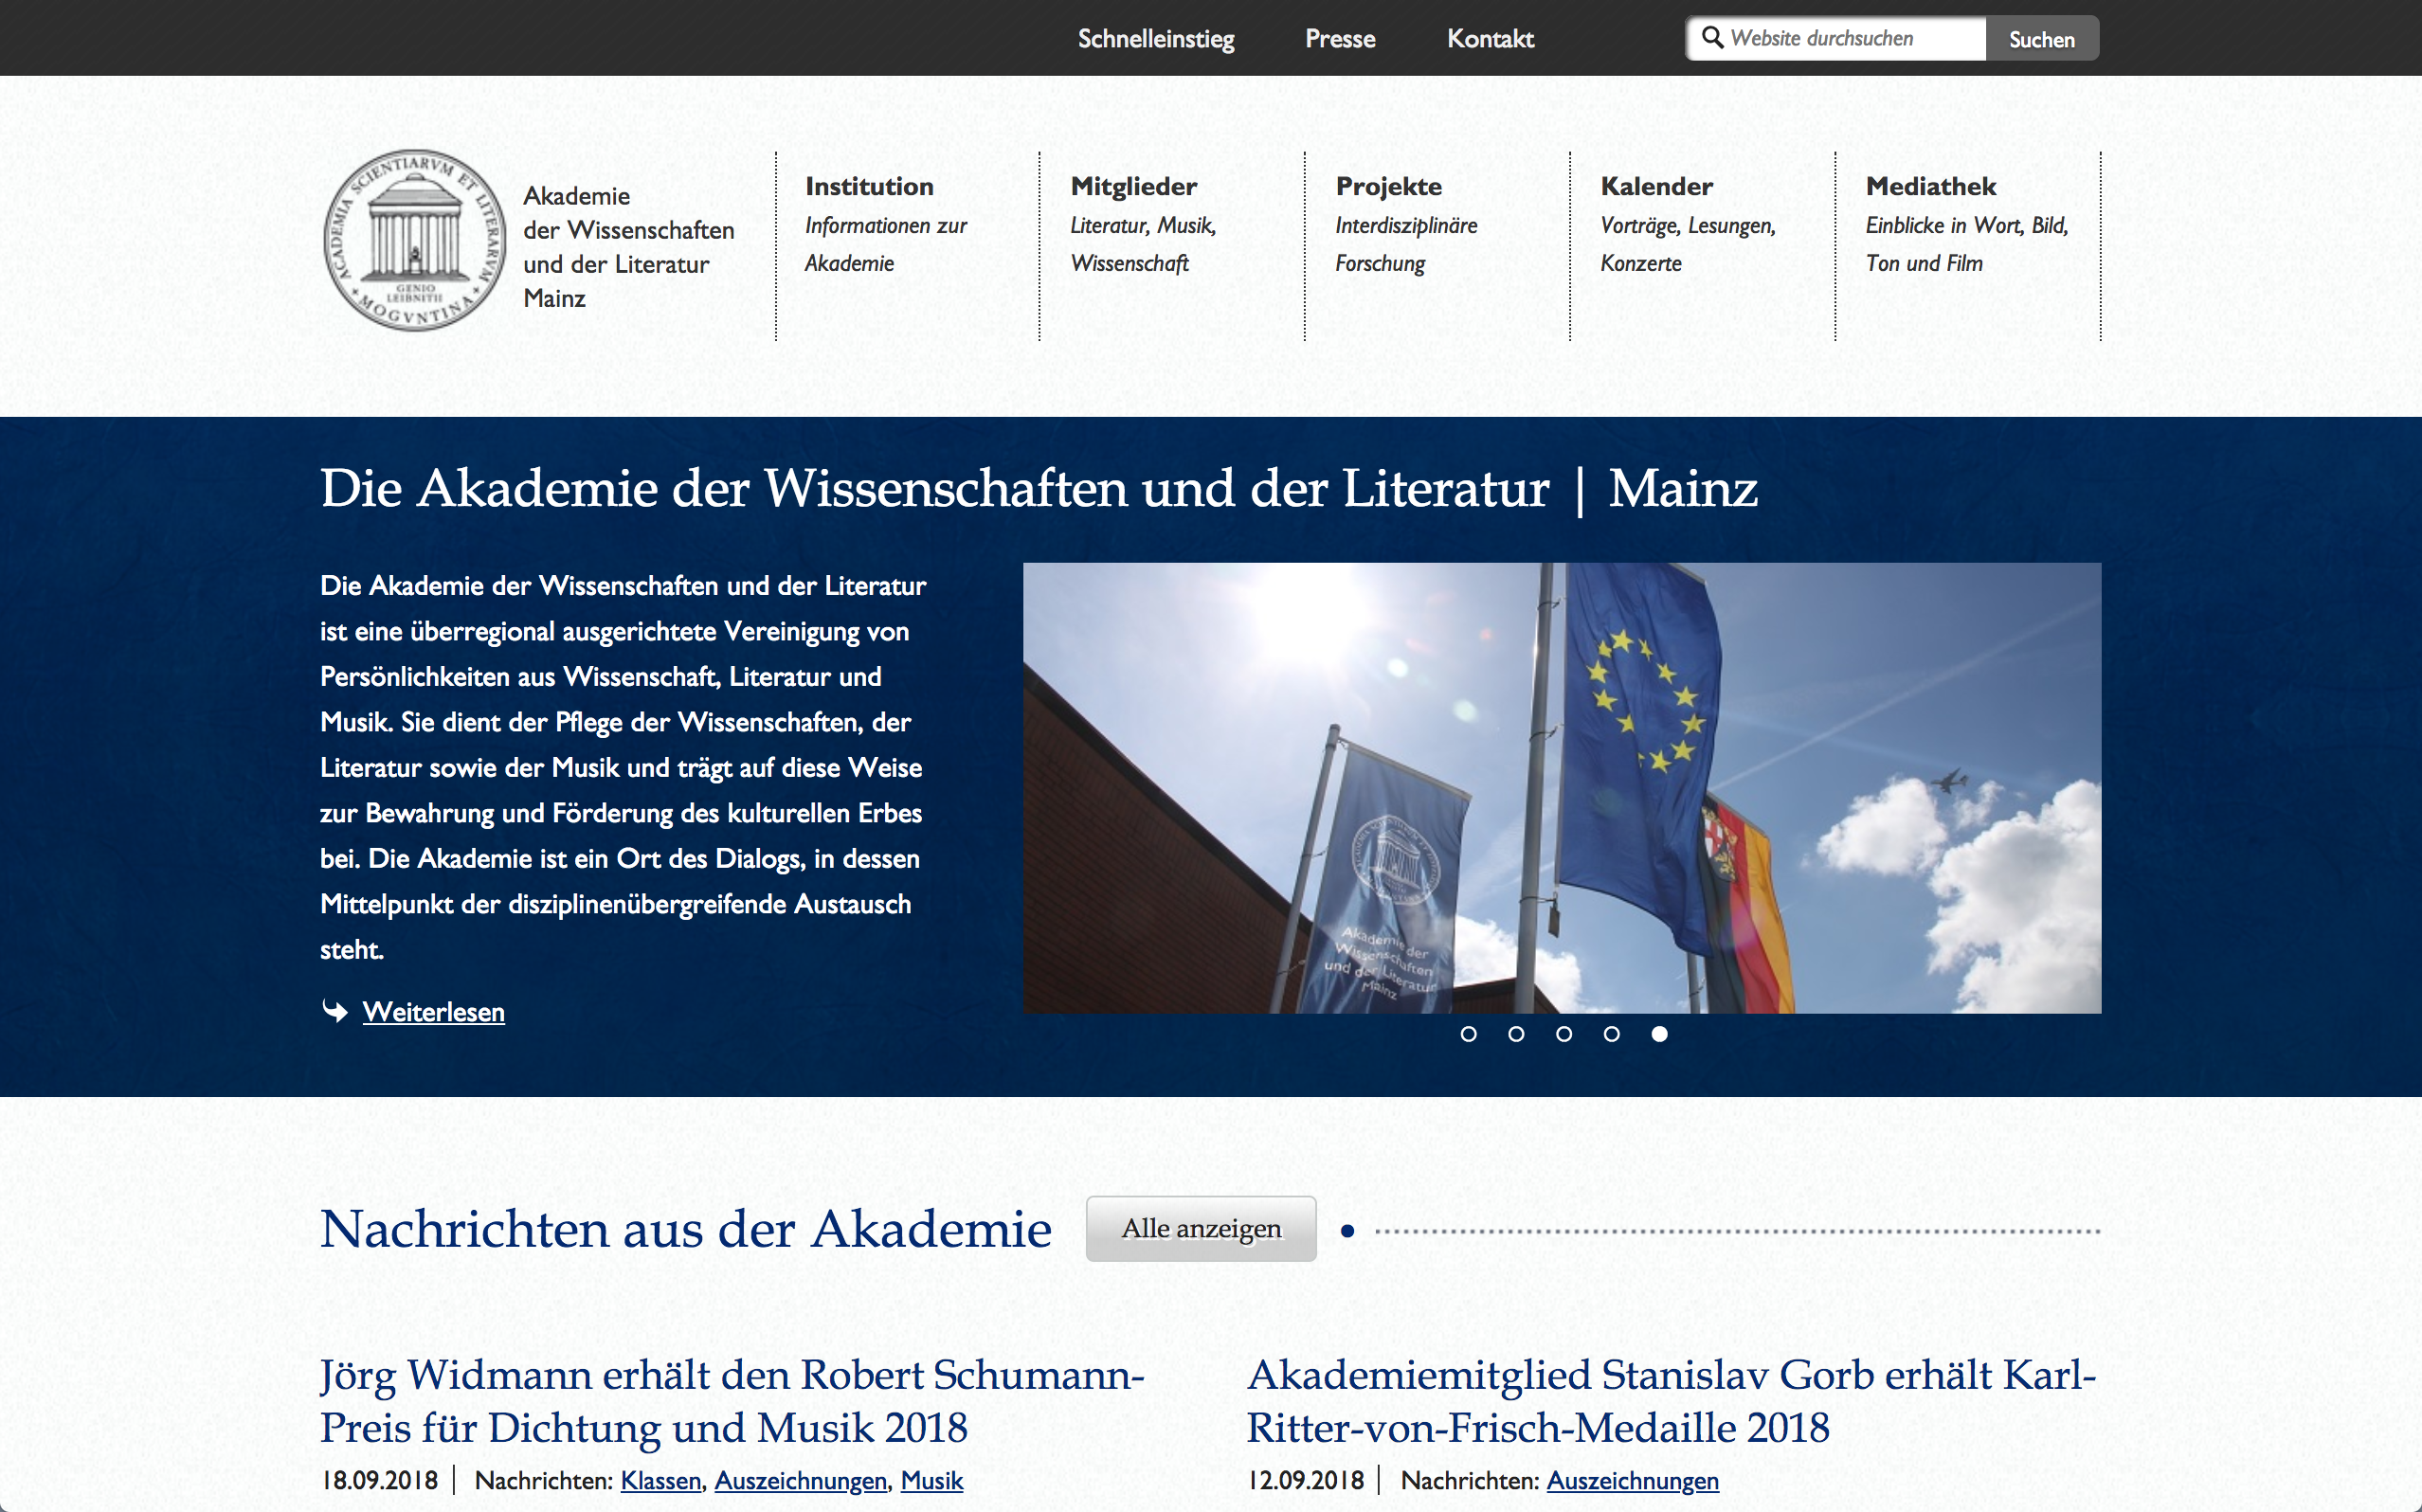 Schnelleinstieg Presse Kontakt Website durchsuchen Suchen
ACADEMIA SCIENTIARVM ET LITERARVM
MOGVNTINA
GENIO
LEIBNITII
Akademie
der Wissenschaften
und der Literatur
Mainz
Institution
Informationen zur
Akademie
Mitglieder
Literatur, Musik,
Wissenschaft
Projekte
Interdisziplinäre
Forschung
Kalender
Vorträge, Lesungen,
Konzerte
Mediathek
Einblicke in Wort, Bild,
Ton und Film
Die Akademie der Wissenschaften und der Literatur | Mainz
Die Akademie der Wissenschaften und der Literatur
ist eine überregional ausgerichtete Vereinigung von
Persönlichkeiten aus Wissenschaft, Literatur und
Musik. Sie dient der Pflege der Wissenschaften, der
Literatur sowie der Musik und trägt auf diese Weise
zur Bewahrung und Förderung des kulturellen Erbes
bei. Die Akademie ist ein Ort des Dialogs, in dessen
Mittelpunkt der disziplinenübergreifende Austausch
steht.
Weiterlesen
Akademie der
Wissenschaften
und der Literatur
Mainz
Nachrichten aus der Akademie
Alle anzeigen
Jörg Widmann erhält den Robert Schumann-
Preis für Dichtung und Musik 2018
18.09.2018 | Nachrichten: Klassen, Auszeichnungen, Musik
Akademiemitglied Stanislav Gorb erhält Karl-
Ritter-von-Frisch-Medaille 2018
12.09.2018 | Nachrichten: Auszeichnungen